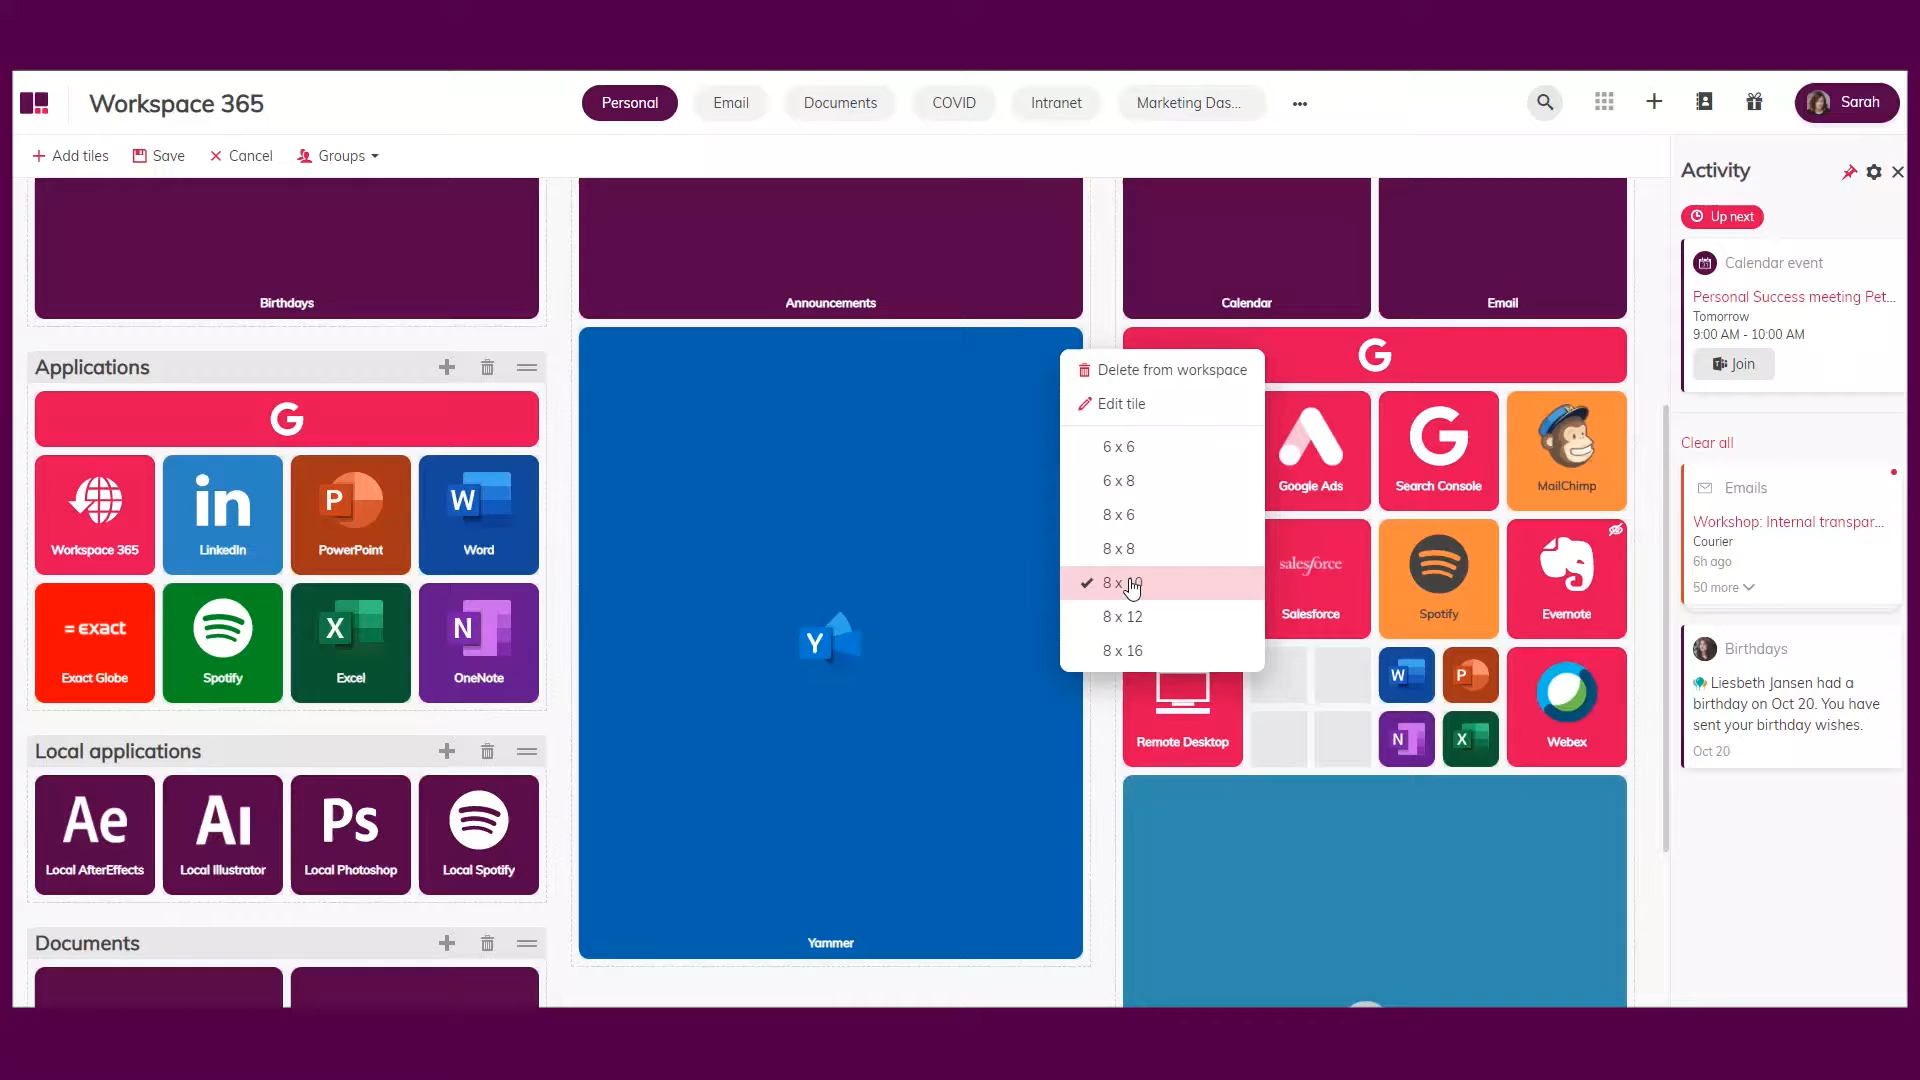 Workspace 365
Personal
Email
Documents
COVID
Intranet
Marketing Das...
Sarah
Add tiles
Save
Cancel
Groups
Birthdays
Announcements
Calendar
Email
Applications
G
Workspace 365
in
LinkedIn
P
PowerPoint
W
Word
= exact
Exact Globe
Spotify
X
Excel
N
OneNote
Local applications
Ae
Local AfterEffects
Ai
Local Illustrator
Ps
Local Photoshop
Local Spotify
Documents
Y
Yammer
Delete from workspace
Edit tile
6 x 6
6 x 8
8 x 6
8 x 8
8 x
8 x 12
8 x 16
G
Google Ads
G
Search Console
MailChimp
salesforce
Salesforce
Spotify
Evernote
Remote Desktop
W
P
N
X
Webex
Activity
Up next
Calendar event
Personal Success meeting Pet...
Tomorrow
9:00 AM - 10:00 AM
Join
Clear all
Emails
Workshop: Internal transpar...
Courier
6h ago
50 more
Birthdays
Liesbeth Jansen had a
birthday on Oct 20. You have
sent your birthday wishes.
Oct 20